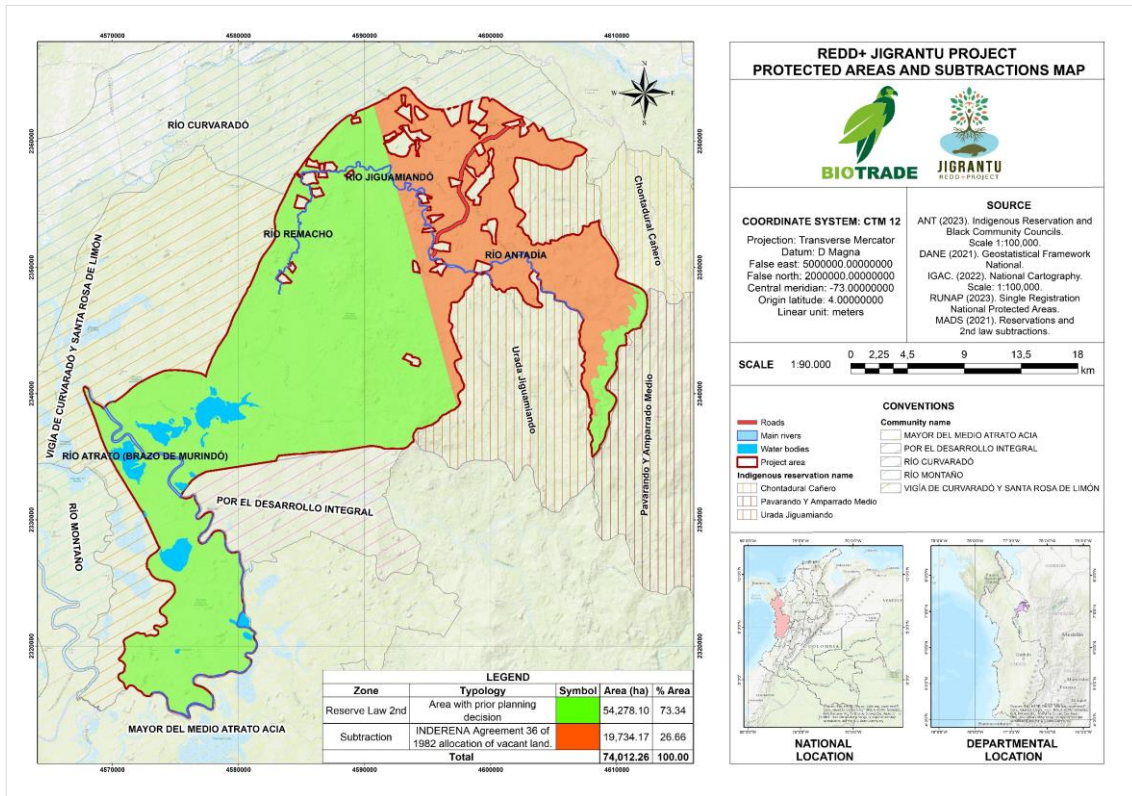 4570000 4580000 4590000 4600000 4610000
2360000 2360000
2350000 2350000
2340000 2340000
2330000 2330000
2320000 2320000
N
W E
S
RÍO CURVARADÓ
RÍO JIGUAMIANDÓ
RÍO REMACHO
RÍO ANTADÍA
Chontadural Cañero
VIGÍA DE CURVARADÓ Y SANTA ROSA DE LIMÓN
Urada Jiguamiando
Pavarando Y Amparrado Medio
RÍO ATRATO (BRAZO DE MURINDÓ)
POR EL DESARROLLO INTEGRAL
RÍO MONTAÑO
MAYOR DEL MEDIO ATRATO ACIA
LEGEND
Zone Typology Symbol Area (ha) % Area
Reserve Law 2nd Area with prior planning decision 54,278.10 73.34
Subtraction INDERENA Agreement 36 of 1982 allocation of vacant land. 19,734.17 26.66
Total 74,012.26 100.00
4570000 4580000 4590000 4600000 4610000
REDD+ JIGRANTU PROJECT
PROTECTED AREAS AND SUBTRACTIONS MAP
BIOTRADE
JIGRANTU
REDD+ PROJECT
COORDINATE SYSTEM: CTM 12
Projection: Transverse Mercator
Datum: D Magna
False east: 5000000.00000000
False north: 2000000.00000000
Central meridian: -73.00000000
Origin latitude: 4.00000000
Linear unit: meters
SOURCE
ANT (2023). Indigenous Reservation and
Black Community Councils.
Scale 1:100,000.
DANE (2021). Geostatistical Framework
National.
IGAC. (2022). National Cartography.
Scale: 1:100,000.
RUNAP (2023). Single Registration
National Protected Areas.
MADS (2021). Reservations and
2nd law subtractions.
SCALE 1:90.000
0 2,25 4,5 9 13,5 18
km
CONVENTIONS
Roads
Main rivers
Water bodies
Project area
Indigenous reservation name
Chontadural Cañero
Pavarando Y Amparrado Medio
Urada Jiguamiando
Community name
MAYOR DEL MEDIO ATRATO ACIA
POR EL DESARROLLO INTEGRAL
RÍO CURVARADÓ
RÍO MONTAÑO
VIGÍA DE CURVARADÓ Y SANTA ROSA DE LIMÓN
COLOMBIA
NATIONAL
LOCATION
DEPARTMENTAL
LOCATION